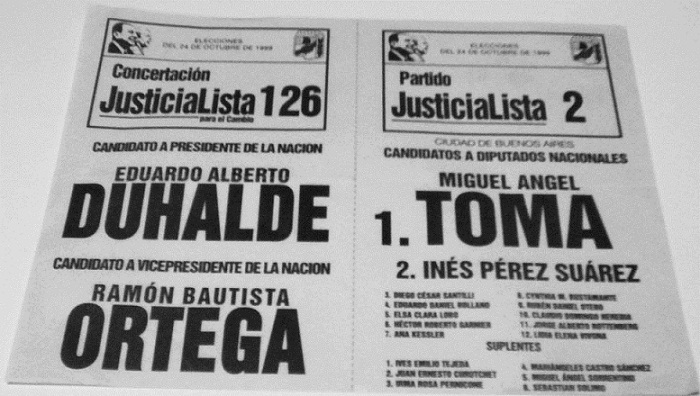 ELECCIONES
DEL 24 DE OCTUBRE DE 1999
Concertación
JusticiaLista 126
para el Cambio
CANDIDATO A PRESIDENTE DE LA NACION
EDUARDO ALBERTO
DUHALDE
CANDIDATO A VICEPRESIDENTE DE LA NACION
RAMÓN BAUTISTA
ORTEGA
ELECCIONES
DEL 24 DE OCTUBRE DE 1999
Partido
JusticiaLista 2
CIUDAD DE BUENOS AIRES
CANDIDATOS A DIPUTADOS NACIONALES
MIGUEL ANGEL
1. TOMA
2. INÉS PÉREZ SUÁREZ
3. DIEGO CÉSAR SANTILLI
4. EDUARDO DANIEL ROLLANO
5. ELSA CLARA LOBO
6. HÉCTOR ROBERTO GARNIER
7. ANA KESSLER
8. CYNTHIA M. BUSTAMANTE
9. RUBÉN DANIEL OTERO
10. CLAUDIO DOMINGO HEREDIA
11. JORGE ALBERTO ROTTENBERG
12. LIDIA ELENA VIVONA
SUPLENTES
1. IVES EMILIO TEJEDA
2. JUAN ERNESTO CURUTCHET
3. IRMA ROSA PERNICONE
4. MARIÁNGELES CASTRO SÁNCHEZ
5. MIGUEL ÁNGEL SORRENTINO
6. SEBASTIAN SOLIMO